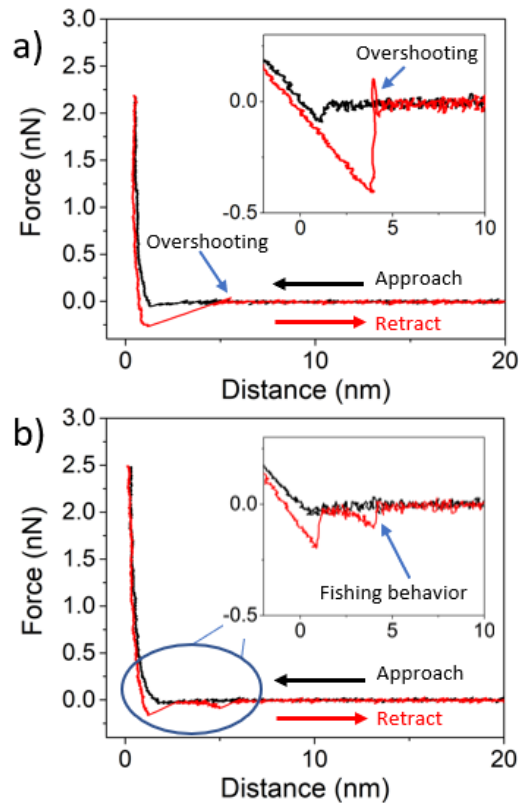 a)
3.0
2.5
2.0
1.5
1.0
0.5
0.0
Force (nN)
Overshooting
0.0
-0.5
0 5 10
Overshooting
Approach
Retract
0 10 20
Distance (nm)
b)
3.0
2.5
2.0
1.5
1.0
0.5
0.0
Force (nN)
0.0
-0.5
0 5 10
Fishing behavior
Approach
Retract
0 10 20
Distance (nm)